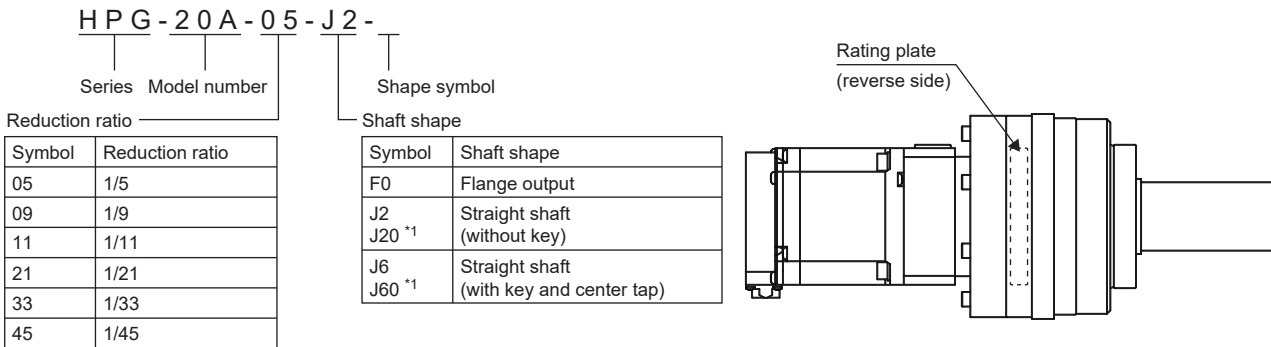 HPG-20A-05-J2-
Series Model number Shape symbol
Reduction ratio
Symbol Reduction ratio
05 1/5
09 1/9
11 1/11
21 1/21
33 1/33
45 1/45
Shaft shape
Symbol Shaft shape
F0 Flange output
J2 Straight shaft
J20 *1 (without key)
J6 Straight shaft
J60 *1 (with key and center tap)
Rating plate
(reverse side)